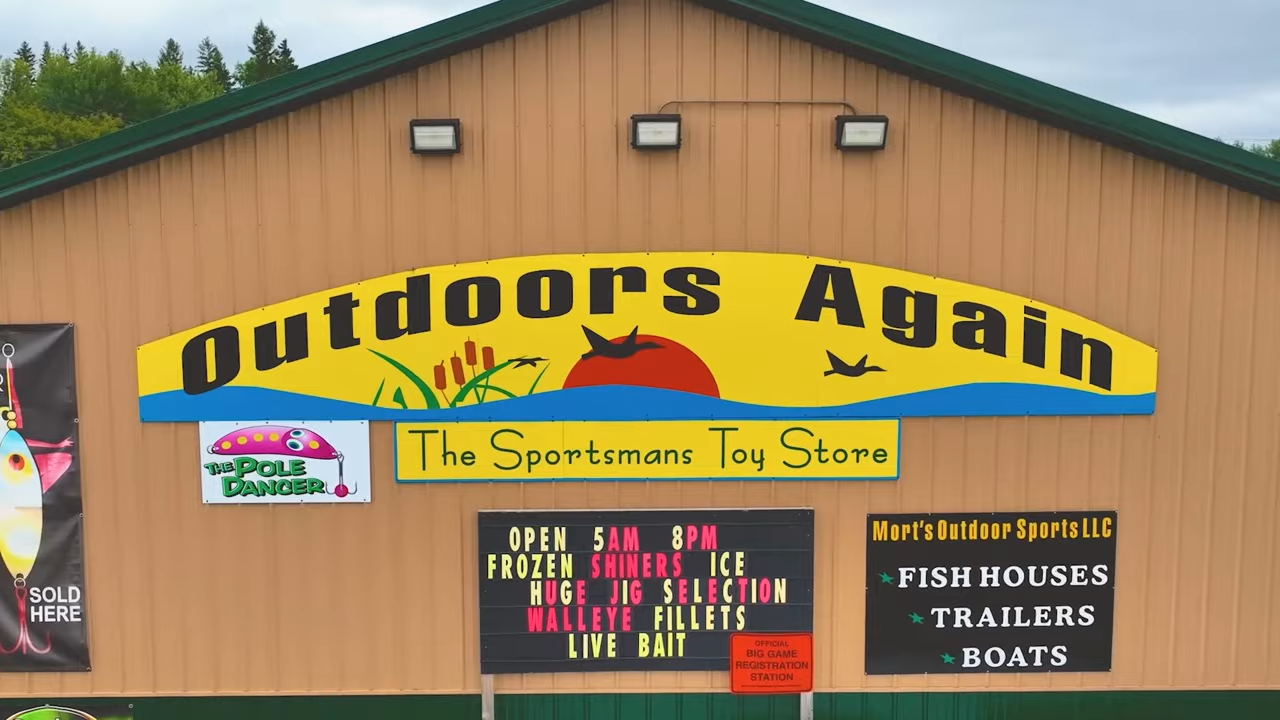 Outdoors Again
The Sportsmans Toy Store
THE POLE
DANCER
SOLD
HERE
OPEN 5AM 8PM
FROZEN SHINERS ICE
HUGE JIG SELECTION
WALLEYE FILLETS
LIVE BAIT
OFFICIAL
BIG GAME
REGISTRATION
STATION
Mort's Outdoor Sports LLC
FISH HOUSES
TRAILERS
BOATS